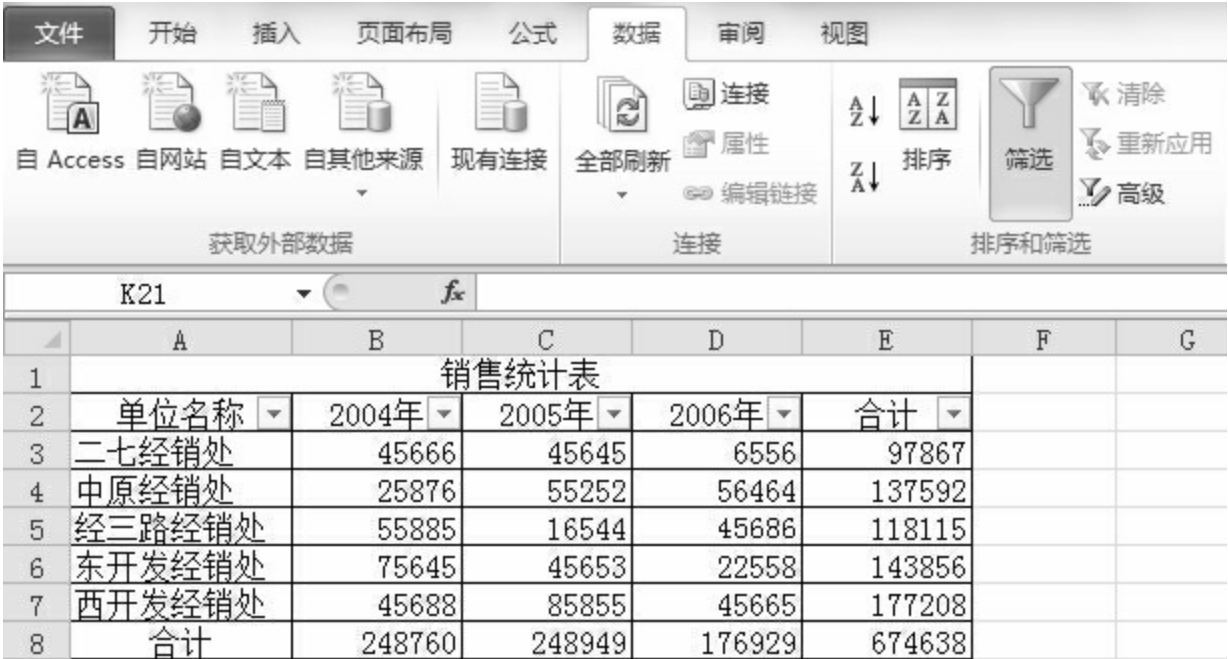 文件 开始 插入 页面布局 公式 数据 审阅 视图
自 Access 自网站 自文本 自其他来源 现有连接 全部刷新 连接 属性 编辑链接 排序 筛选 清除 重新应用 高级
获取外部数据 连接 排序和筛选
K21 fx
A B C D E F G
1 销售统计表
2 单位名称 2004年 2005年 2006年 合计
3 二七经销处 45666 45645 6556 97867
4 中原经销处 25876 55252 56464 137592
5 经三路经销处 55885 16544 45686 118115
6 东开发经销处 75645 45653 22558 143856
7 西开发经销处 45688 85855 45665 177208
8 合计 248760 248949 176929 674638